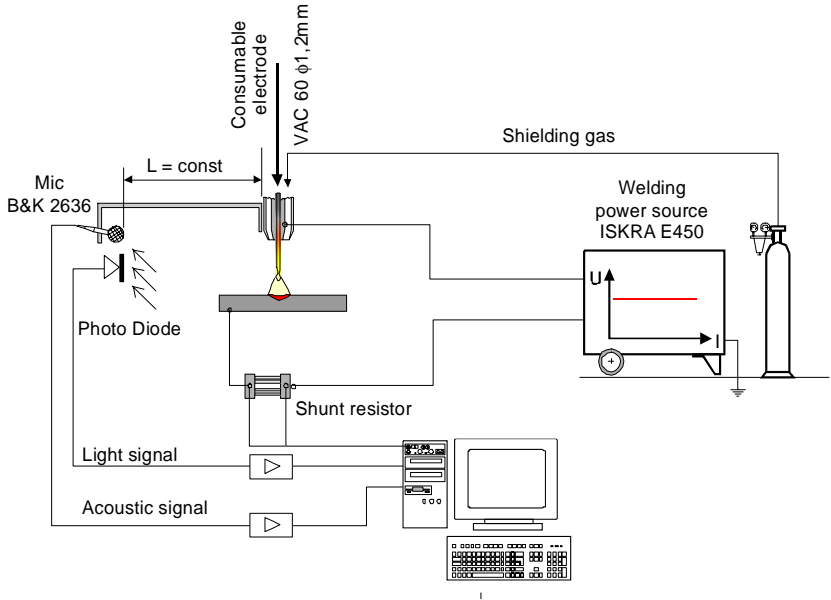 Consumable
electrode
VAC 60 ϕ1,2mm
Shielding gas
L = const
Mic
B&K 2636
Welding
power source
ISKRA E450
U
I
Photo Diode
Shunt resistor
Light signal
Acoustic signal